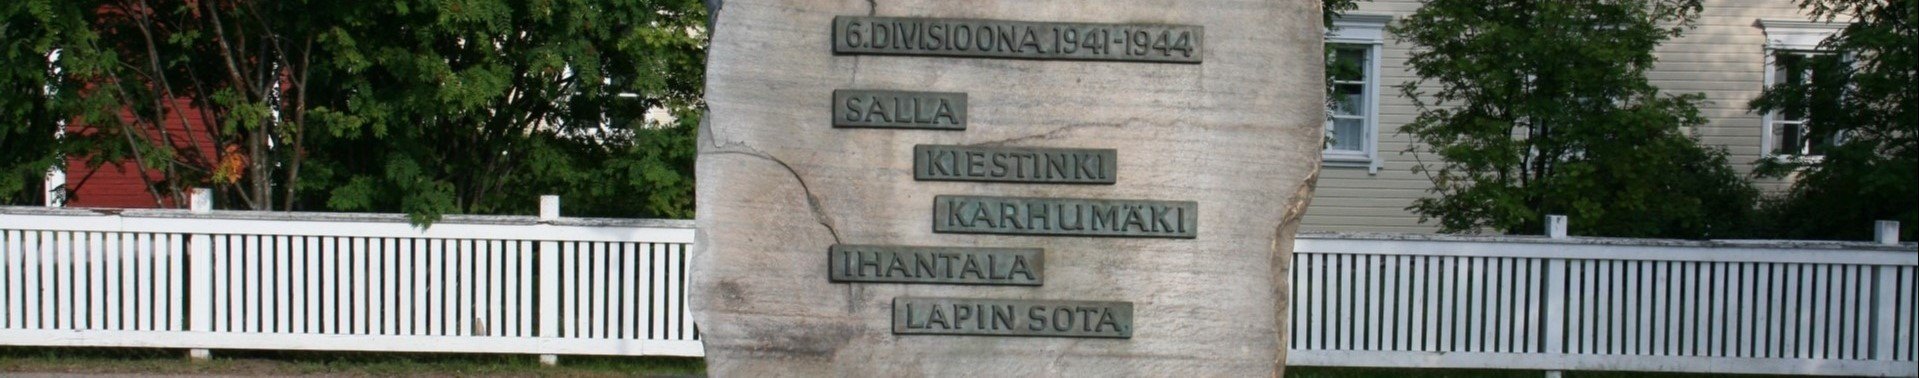 6.DIVISIOONA 1941-1944
SALLA
KIESTINKI
KARHUMÄKI
IHANTALA
LAPIN SOTA